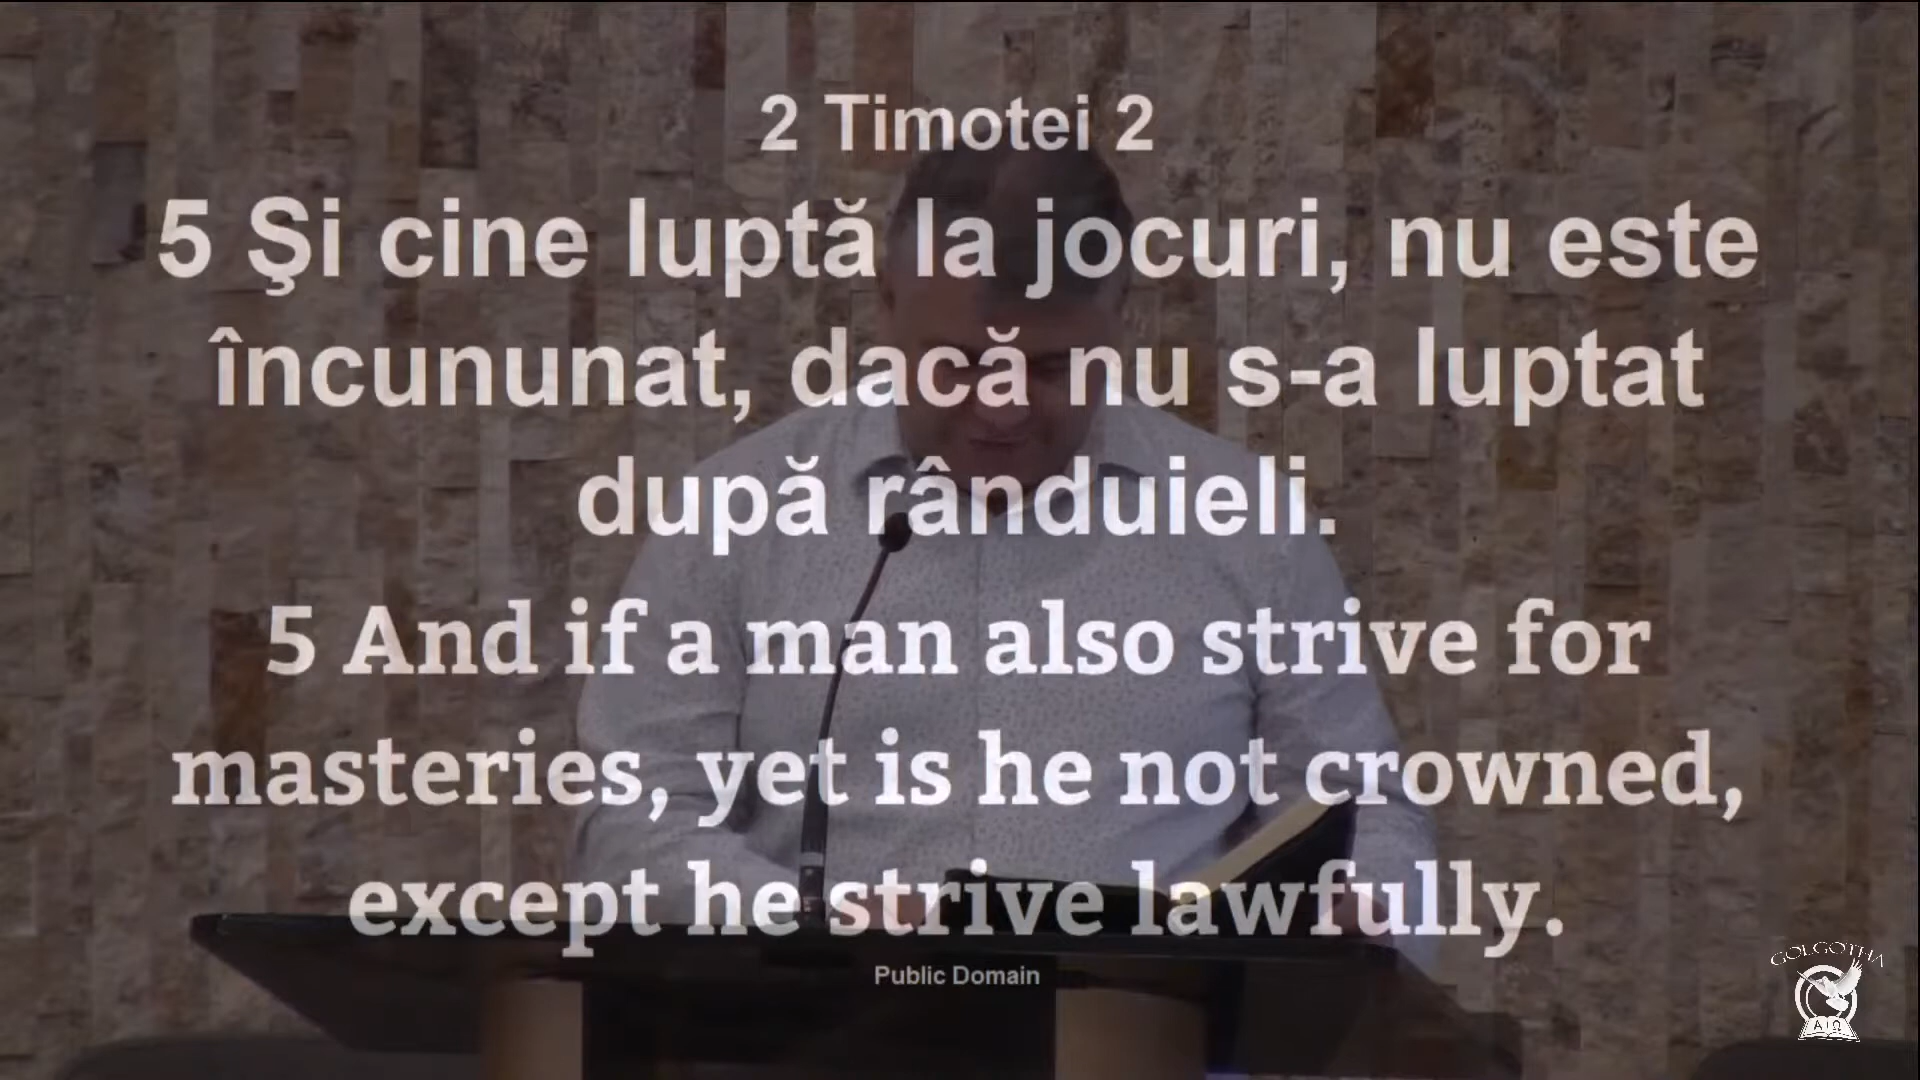 2 Timotei 2
5 Şi cine luptă la jocuri, nu este
încununat, dacă nu s-a luptat
după rânduieli.
5 And if a man also strive for
masteries, yet is he not crowned,
except he strive lawfully.
Public Domain
GOLGOTHA
A Ω